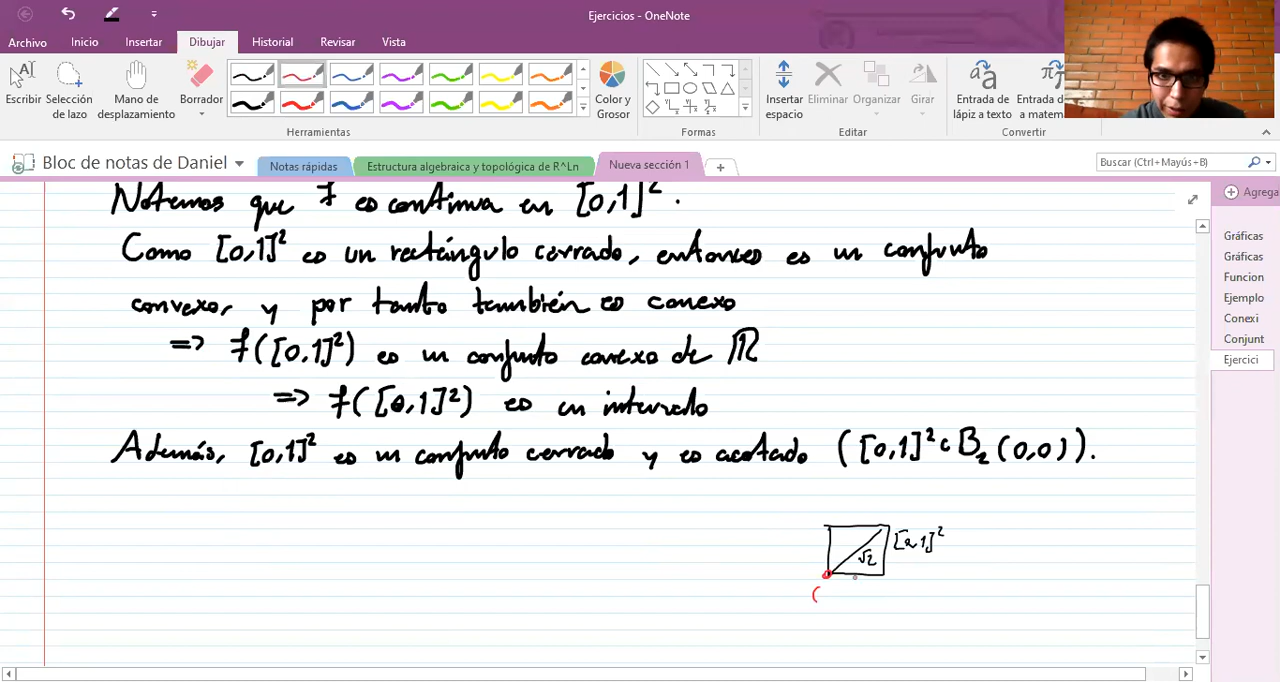 Ejercicios - OneNote
Archivo Inicio Insertar Dibujar Historial Revisar Vista
Escribir Selección de lazo Mano de desplazamiento Borrador Color y Grosor Insertar espacio Eliminar Organizar Girar Entrada de lápiz a texto Entrada de a matem
Herramientas Formas Editar Convertir
Bloc de notas de Daniel Notas rápidas Estructura algebraica y topológica de R^Ln Nueva sección 1 Buscar (Ctrl+Mayús+B)
Agrega
Notemos que f es continua en [0,1]².
Como [0,1]² es un rectángulo cerrado, entonces es un conjunto
convexo, y por tanto también es conexo
=> f([0,1]²) es un conjunto conexo de ℝ
=> f([0,1]²) es un intervalo
Además, [0,1]² es un conjunto cerrado y es acotado ([0,1]² ⊂ B₂(0,0)).
[0,1]²
√2
(
Gráficas
Gráficas
Funcion
Ejemplo
Conexi
Conjunt
Ejercici